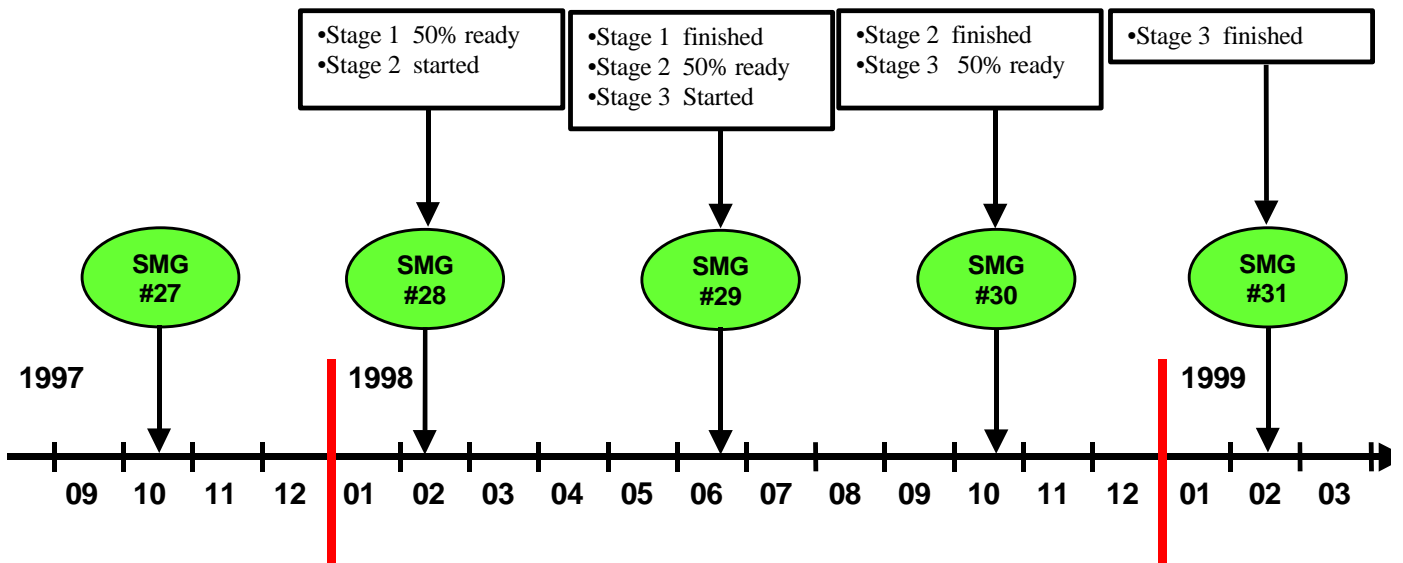 •Stage 1 50% ready
•Stage 2 started
•Stage 1 finished
•Stage 2 50% ready
•Stage 3 Started
•Stage 2 finished
•Stage 3 50% ready
•Stage 3 finished
SMG
#27
SMG
#28
SMG
#29
SMG
#30
SMG
#31
1997
1998
1999
09 10 11 12 01 02 03 04 05 06 07 08 09 10 11 12 01 02 03